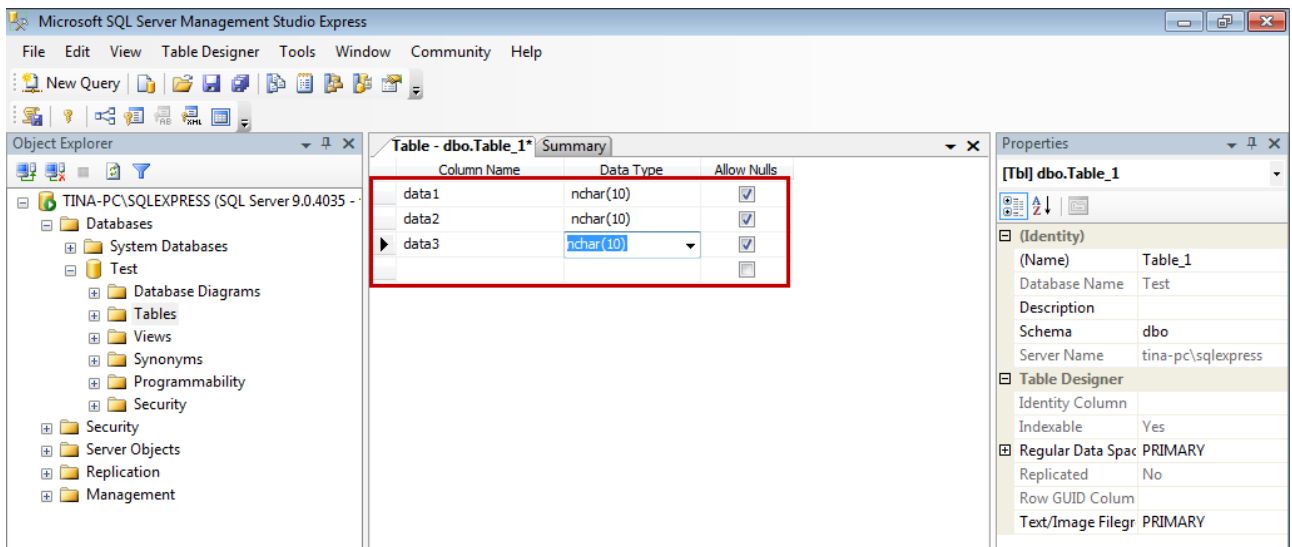 Microsoft SQL Server Management Studio Express
File Edit View Table Designer Tools Window Community Help
New Query
Object Explorer
TINA-PC\SQLEXPRESS (SQL Server 9.0.4035 -
Databases
System Databases
Test
Database Diagrams
Tables
Views
Synonyms
Programmability
Security
Security
Server Objects
Replication
Management
Table - dbo.Table_1* Summary
Column Name Data Type Allow Nulls
data1 nchar(10)
data2 nchar(10)
data3 nchar(10)
Properties
[Tbl] dbo.Table_1
(Identity)
(Name) Table_1
Database Name Test
Description
Schema dbo
Server Name tina-pc\sqlexpress
Table Designer
Identity Column
Indexable Yes
Regular Data Spac PRIMARY
Replicated No
Row GUID Colum
Text/Image Filegr PRIMARY